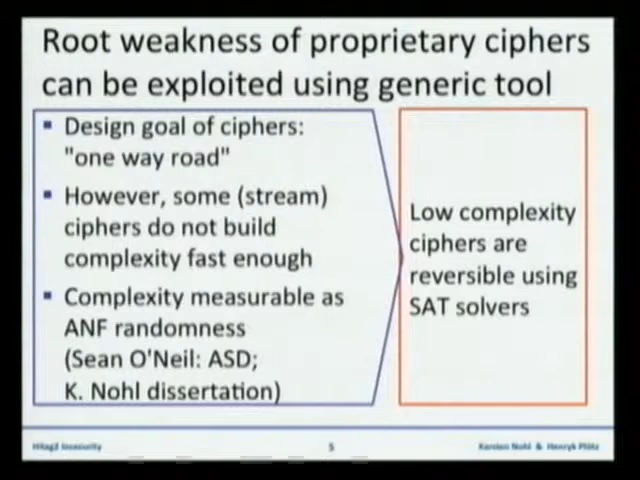 Root weakness of proprietary ciphers
can be exploited using generic tool
Design goal of ciphers:
"one way road"
However, some (stream)
ciphers do not build
complexity fast enough
Complexity measurable as
ANF randomness
(Sean O'Neil: ASD;
K. Nohl dissertation)
Low complexity
ciphers are
reversible using
SAT solvers
Hitag2 Insecurity
5
Karsten Nohl & Henryk Plötz